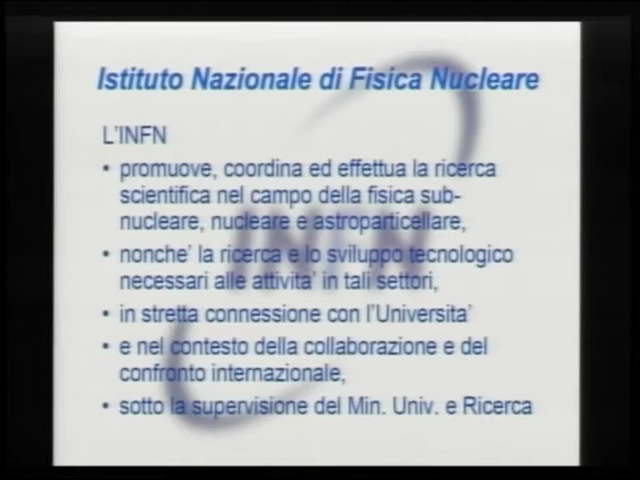 Istituto Nazionale di Fisica Nucleare
L'INFN
• promuove, coordina ed effettua la ricerca
scientifica nel campo della fisica sub-
nucleare, nucleare e astroparticellare,
• nonche' la ricerca e lo sviluppo tecnologico
necessari alle attivita' in tali settori,
• in stretta connessione con l'Universita'
• e nel contesto della collaborazione e del
confronto internazionale,
• sotto la supervisione del Min. Univ. e Ricerca
INFN